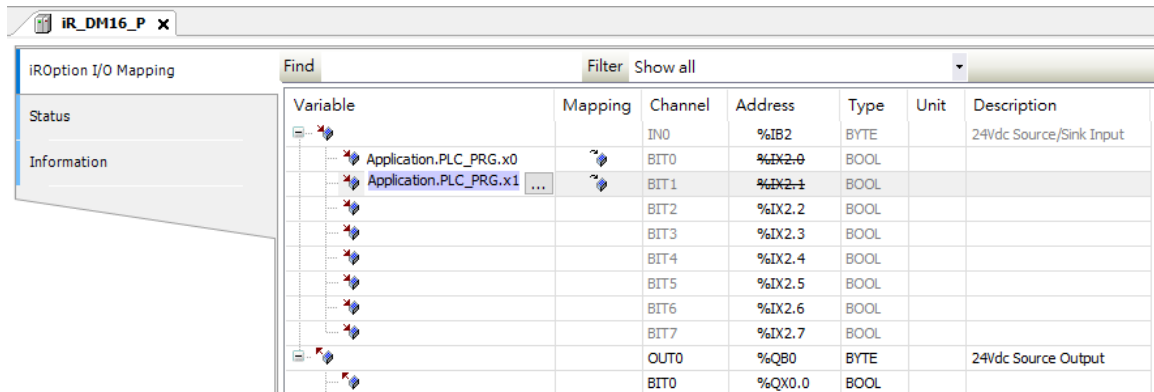 iR_DM16_P x
iROption I/O Mapping
Status
Information
Find Filter Show all
Variable Mapping Channel Address Type Unit Description
IN0 %IB2 BYTE 24Vdc Source/Sink Input
Application.PLC_PRG.x0 BIT0 %IX2.0 BOOL
Application.PLC_PRG.x1 ... BIT1 %IX2.1 BOOL
BIT2 %IX2.2 BOOL
BIT3 %IX2.3 BOOL
BIT4 %IX2.4 BOOL
BIT5 %IX2.5 BOOL
BIT6 %IX2.6 BOOL
BIT7 %IX2.7 BOOL
OUT0 %QB0 BYTE 24Vdc Source Output
BIT0 %QX0.0 BOOL